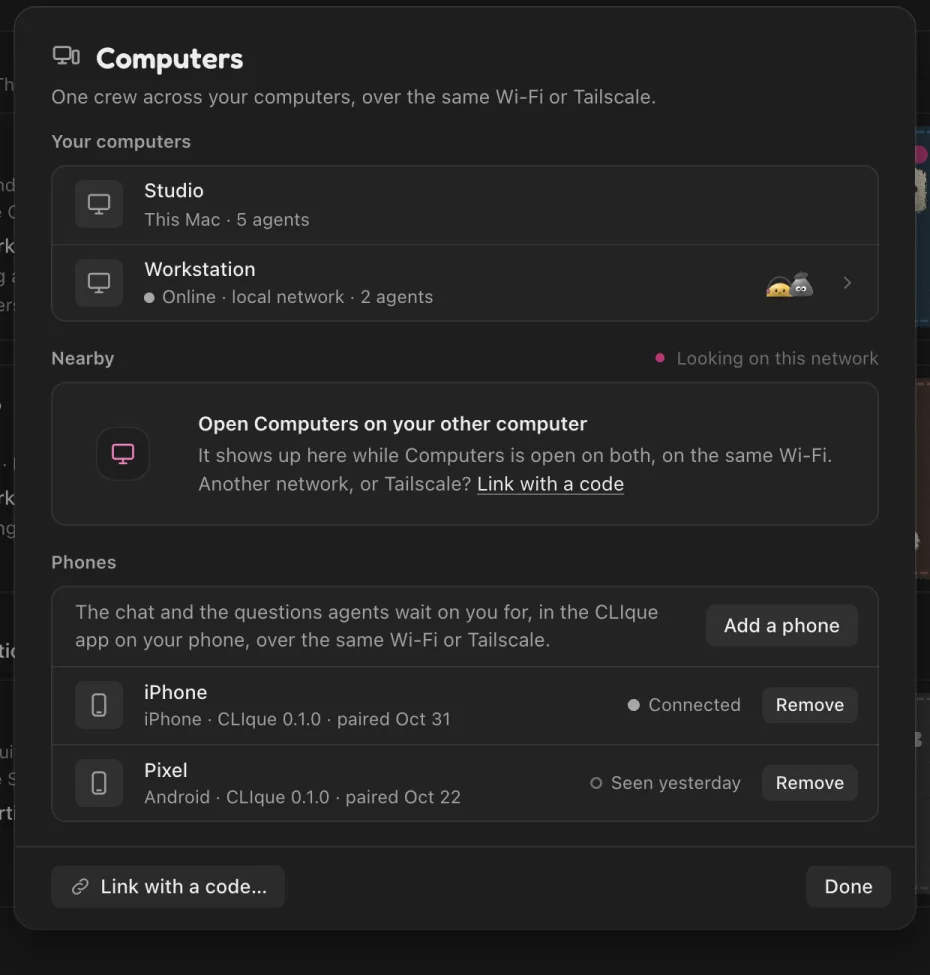 Computers
One crew across your computers, over the same Wi-Fi or Tailscale.
Your computers
Studio
This Mac · 5 agents
Workstation
Online · local network · 2 agents
Nearby
Looking on this network
Open Computers on your other computer
It shows up here while Computers is open on both, on the same Wi-Fi.
Another network, or Tailscale? Link with a code
Phones
The chat and the questions agents wait on you for, in the CLIque
app on your phone, over the same Wi-Fi or Tailscale.
Add a phone
iPhone
iPhone · CLIque 0.1.0 · paired Oct 31
Connected
Remove
Pixel
Android · CLIque 0.1.0 · paired Oct 22
Seen yesterday
Remove
Link with a code...
Done